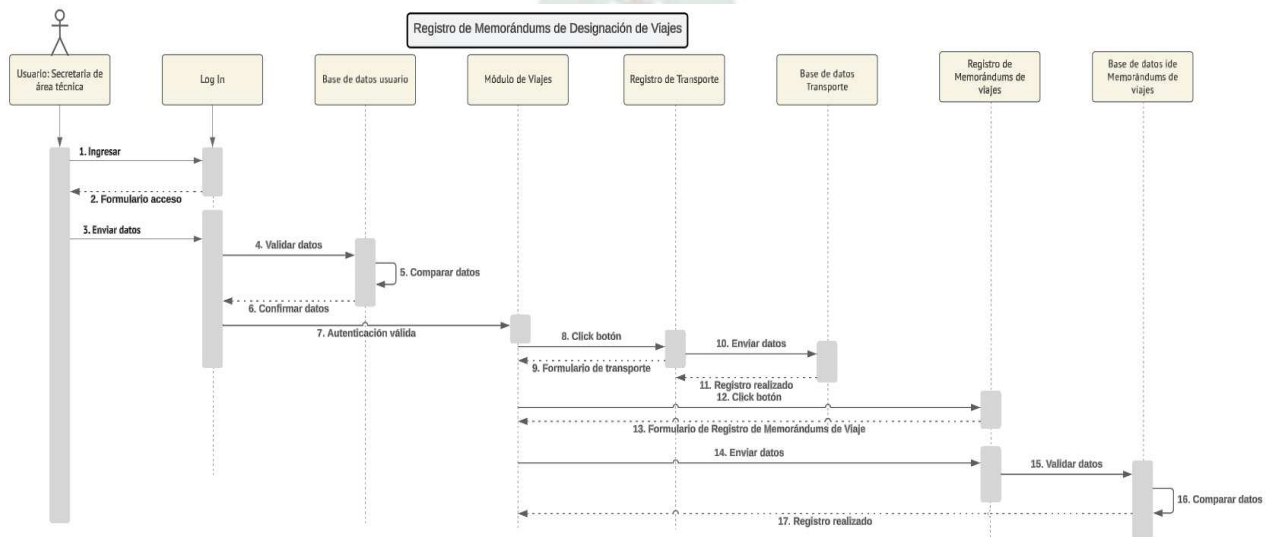 Registro de Memorándums de Designación de Viajes
Usuario: Secretaria de
área técnica
Log In
Base de datos usuario
Módulo de Viajes
Registro de Transporte
Base de datos
Transporte
Registro de
Memorándums de
viajes
Base de datos ide
Memorándums de
viajes
1. Ingresar
2. Formulario acceso
3. Enviar datos
4. Validar datos
5. Comparar datos
6. Confirmar datos
7. Autenticación válida
8. Click botón
9. Formulario de transporte
10. Enviar datos
11. Registro realizado
12. Click botón
13. Formulario de Registro de Memorándums de Viaje
14. Enviar datos
15. Validar datos
16. Comparar datos
17. Registro realizado